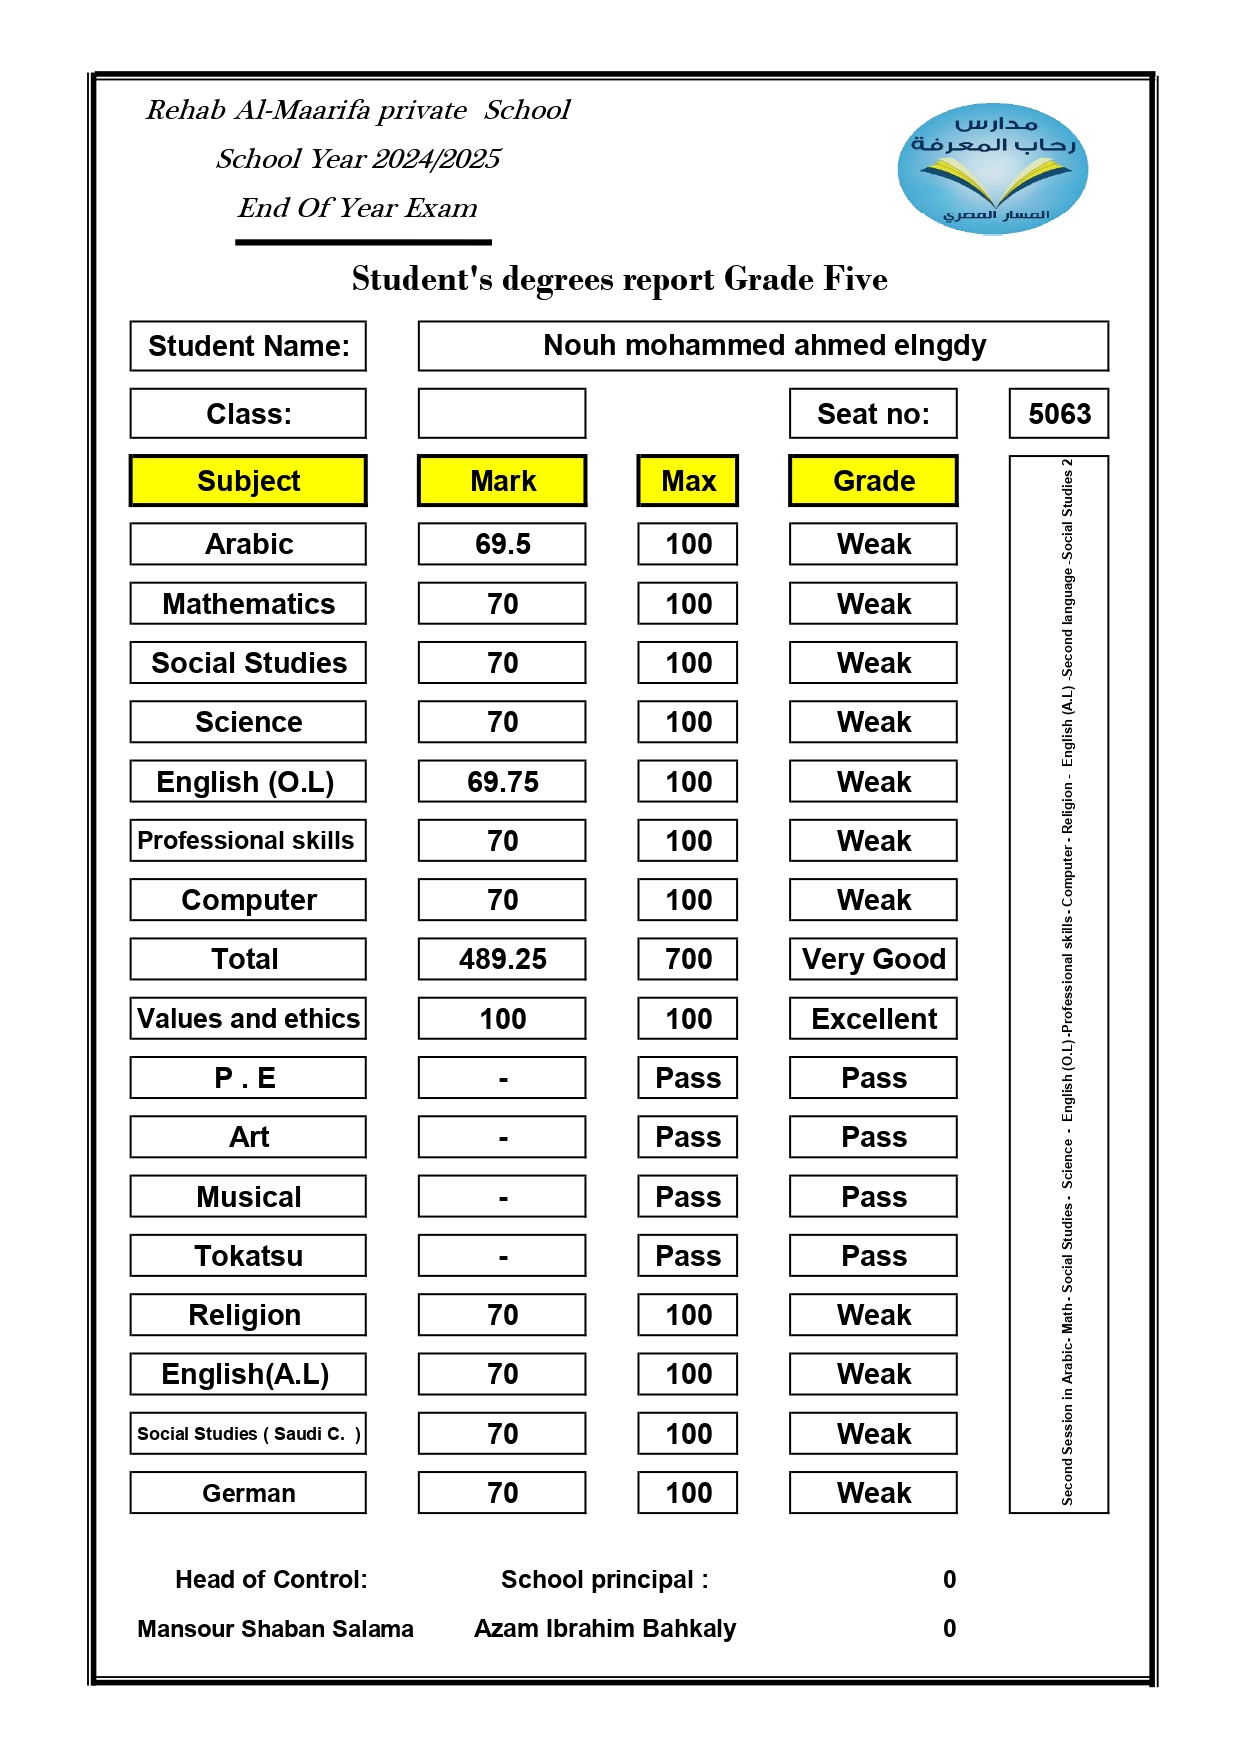 Rehab Al-Maarifa private School
School Year 2024/2025
End Of Year Exam
مدارس
رحاب المعرفة
المسار المصري
Student's degrees report Grade Five
Student Name: Nouh mohammed ahmed elngdy
Class: Seat no: 5063
Subject Mark Max Grade
Arabic 69.5 100 Weak
Mathematics 70 100 Weak
Social Studies 70 100 Weak
Science 70 100 Weak
English (O.L) 69.75 100 Weak
Professional skills 70 100 Weak
Computer 70 100 Weak
Total 489.25 700 Very Good
Values and ethics 100 100 Excellent
P . E - Pass Pass
Art - Pass Pass
Musical - Pass Pass
Tokatsu - Pass Pass
Religion 70 100 Weak
English(A.L) 70 100 Weak
Social Studies ( Saudi C. ) 70 100 Weak
German 70 100 Weak
Second Session in Arabic- Math - Social Studies - Science - English (O.L) -Professional skills - Computer - Religion - English (A.L) -Second language -Social Studies 2
Head of Control: School principal : 0
Mansour Shaban Salama Azam Ibrahim Bahkaly 0